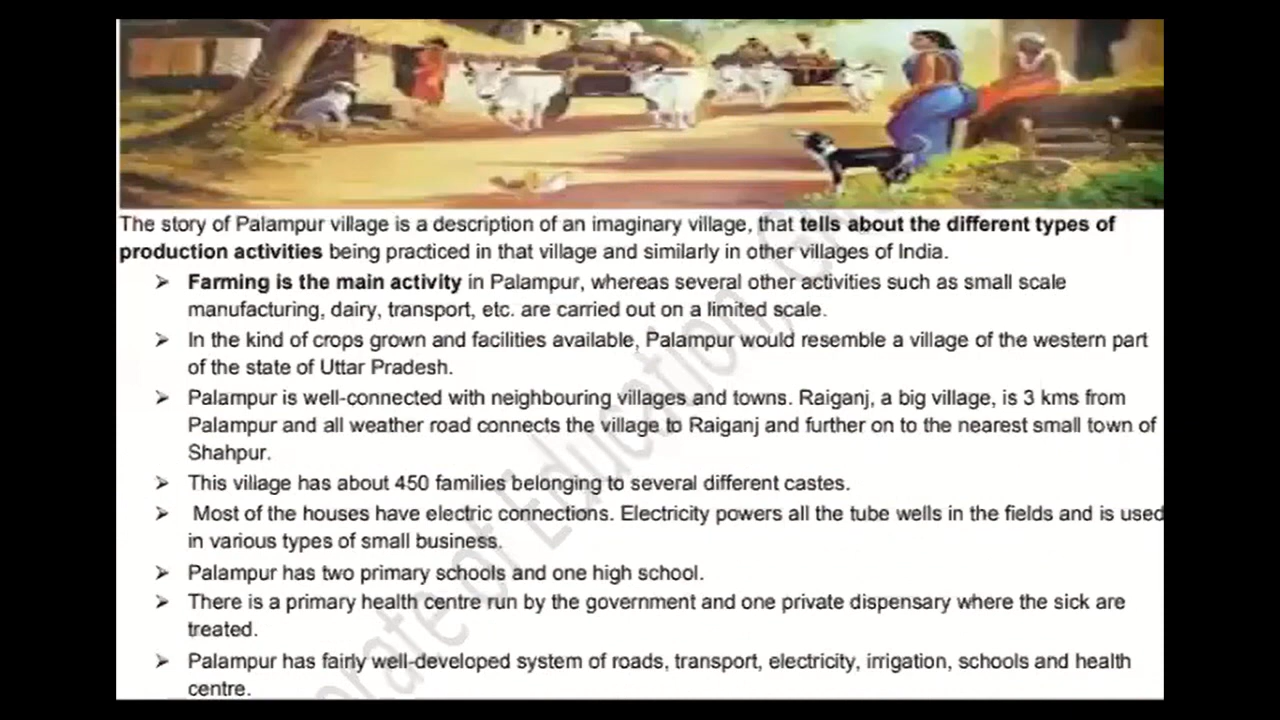 The story of Palampur village is a description of an imaginary village, that tells about the different types of
production activities being practiced in that village and similarly in other villages of India.
➢ Farming is the main activity in Palampur, whereas several other activities such as small scale
manufacturing, dairy, transport, etc. are carried out on a limited scale.
➢ In the kind of crops grown and facilities available, Palampur would resemble a village of the western part
of the state of Uttar Pradesh.
➢ Palampur is well-connected with neighbouring villages and towns. Raiganj, a big village, is 3 kms from
Palampur and all weather road connects the village to Raiganj and further on to the nearest small town of
Shahpur.
➢ This village has about 450 families belonging to several different castes.
➢ Most of the houses have electric connections. Electricity powers all the tube wells in the fields and is used
in various types of small business.
➢ Palampur has two primary schools and one high school.
➢ There is a primary health centre run by the government and one private dispensary where the sick are
treated.
➢ Palampur has fairly well-developed system of roads, transport, electricity, irrigation, schools and health
centre.
of Education,